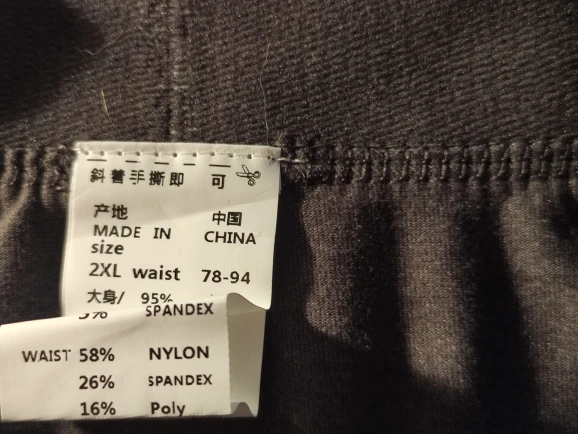 斜着手撕即 可
产地 中国
MADE IN CHINA
size
2XL waist 78-94
大身/ 95%
5% SPANDEX
WAIST 58% NYLON
26% SPANDEX
16% Poly